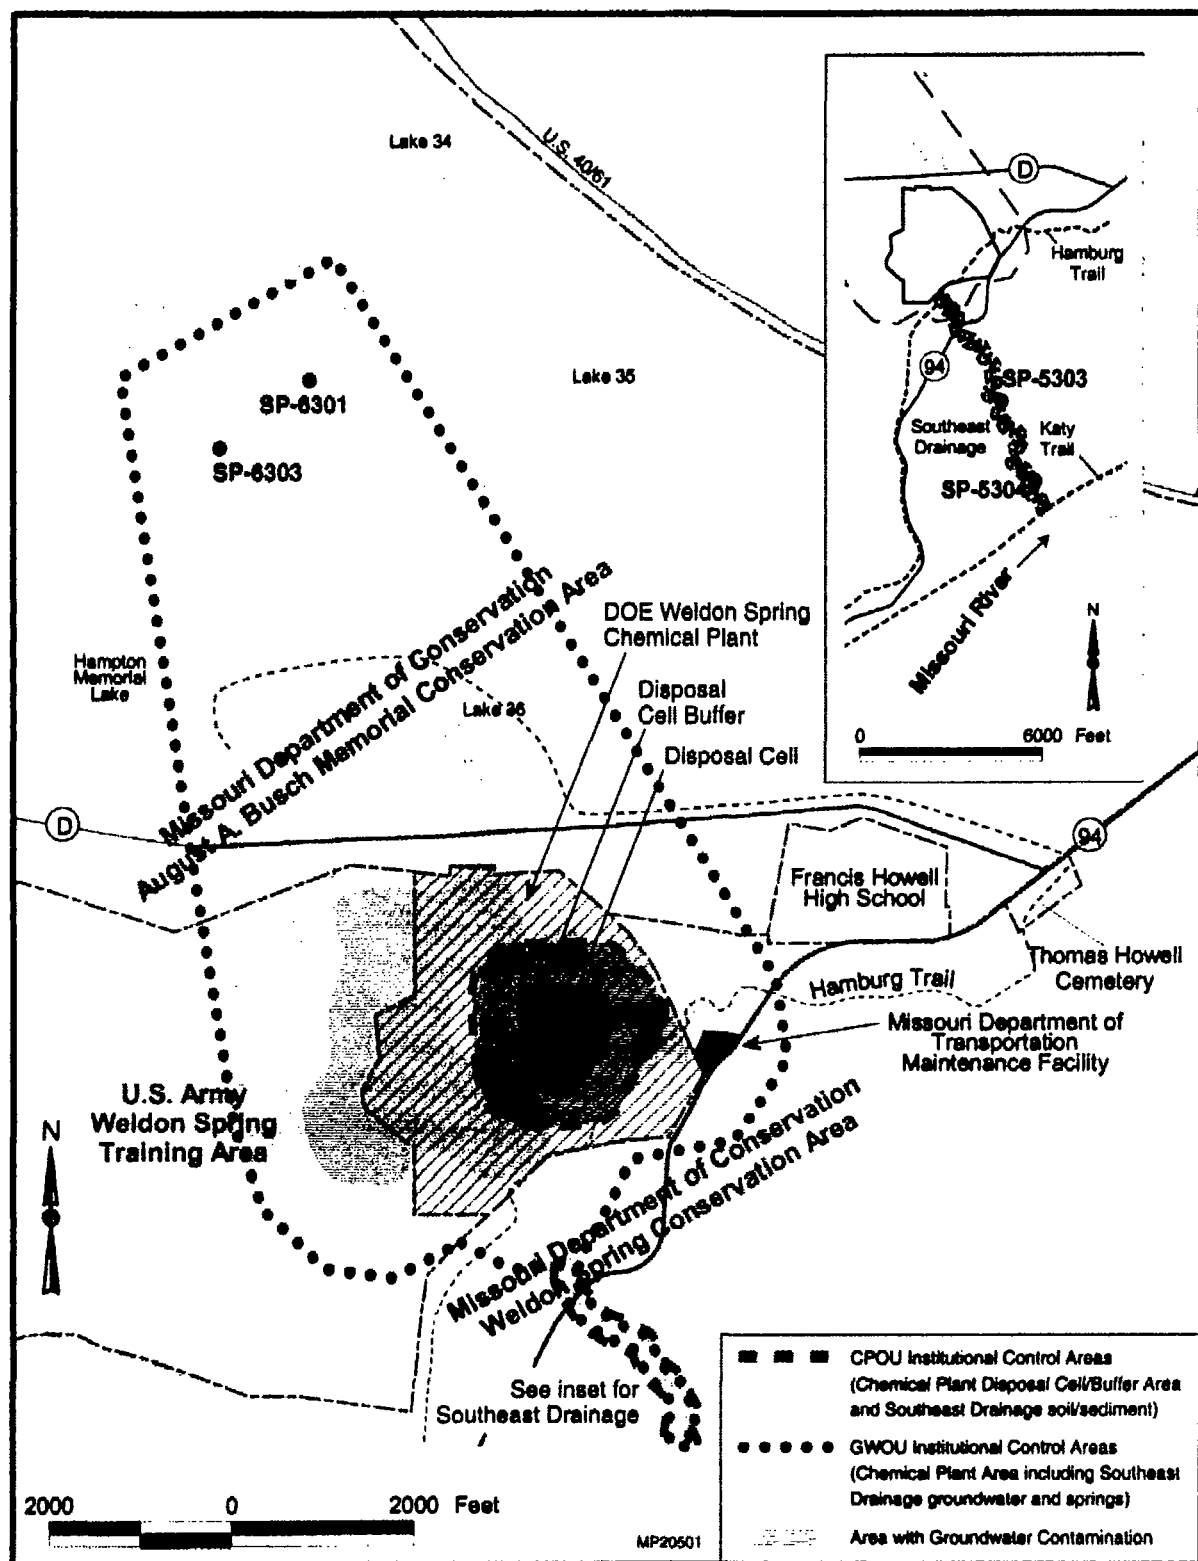 Lake 34
U.S. 40/61
D
Hamburg
Trail
94
SP-5303
Southeast
Drainage
Katy
Trail
SP-5304
Missouri River
N
0 6000 Feet
Lake 35
SP-6301
SP-6303
Missouri Department of Conservation
August A. Busch Memorial Conservation Area
DOE Weldon Spring
Chemical Plant
Hampton
Memorial
Lake
Lake 36
Disposal
Cell Buffer
Disposal Cell
D
94
Francis Howell
High School
Thomas Howell
Cemetery
Hamburg Trail
Missouri Department of
Transportation
Maintenance Facility
U.S. Army
Weldon Spring
Training Area
N
Missouri Department of Conservation
Weldon Spring Conservation Area
See inset for
Southeast Drainage
CPOU Institutional Control Areas
(Chemical Plant Disposal Cell/Buffer Area
and Southeast Drainage soil/sediment)
GWOU Institutional Control Areas
(Chemical Plant Area including Southeast
Drainage groundwater and springs)
Area with Groundwater Contamination
2000 0 2000 Feet
MP20501